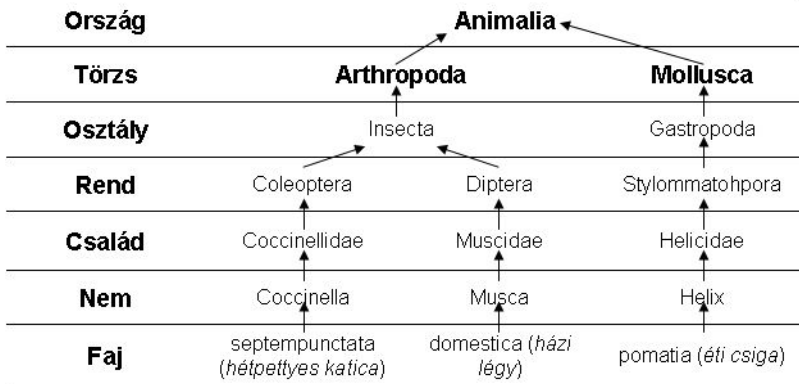 Ország Animalia
Törzs Arthropoda Mollusca
Osztály Insecta Gastropoda
Rend Coleoptera Diptera Stylommatohpora
Család Coccinellidae Muscidae Helicidae
Nem Coccinella Musca Helix
Faj septempunctata (hétpettyes katica) domestica (házi légy) pomatia (éti csiga)